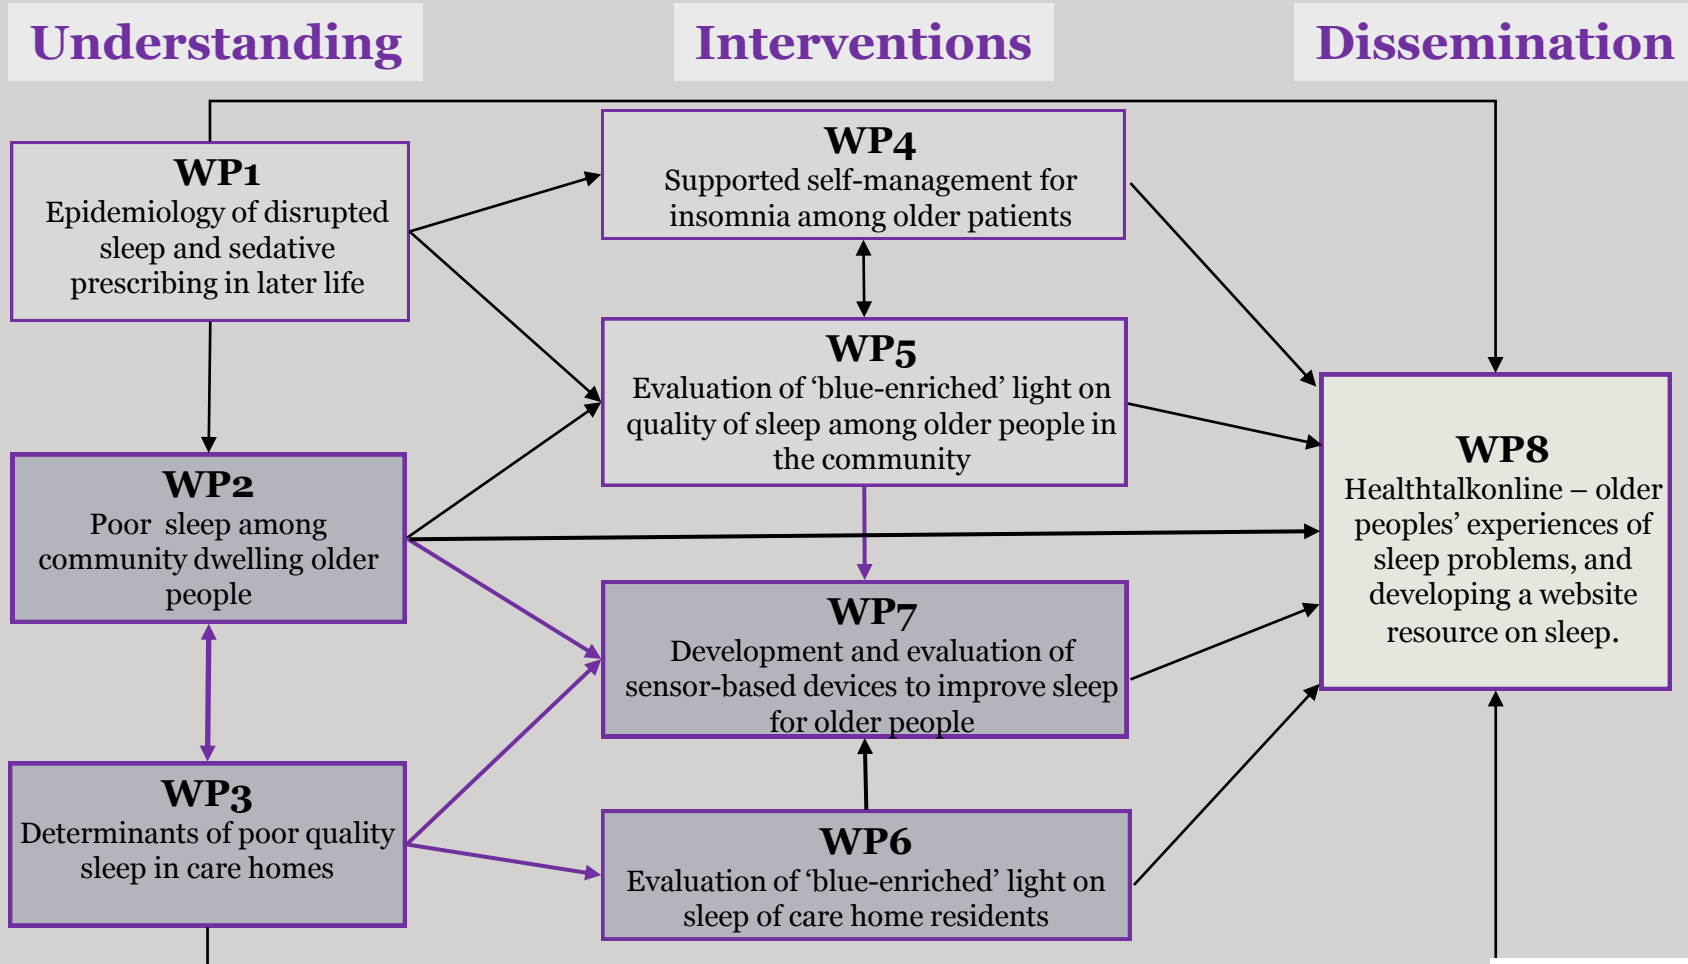 Understanding
Interventions
Dissemination
WP1
Epidemiology of disrupted
sleep and sedative
prescribing in later life
WP2
Poor sleep among
community dwelling older
people
WP3
Determinants of poor quality
sleep in care homes
WP4
Supported self-management for
insomnia among older patients
WP5
Evaluation of ‘blue-enriched’ light on
quality of sleep among older people in
the community
WP7
Development and evaluation of
sensor-based devices to improve sleep
for older people
WP6
Evaluation of ‘blue-enriched’ light on
sleep of care home residents
WP8
Healthtalkonline – older
peoples’ experiences of
sleep problems, and
developing a website
resource on sleep.